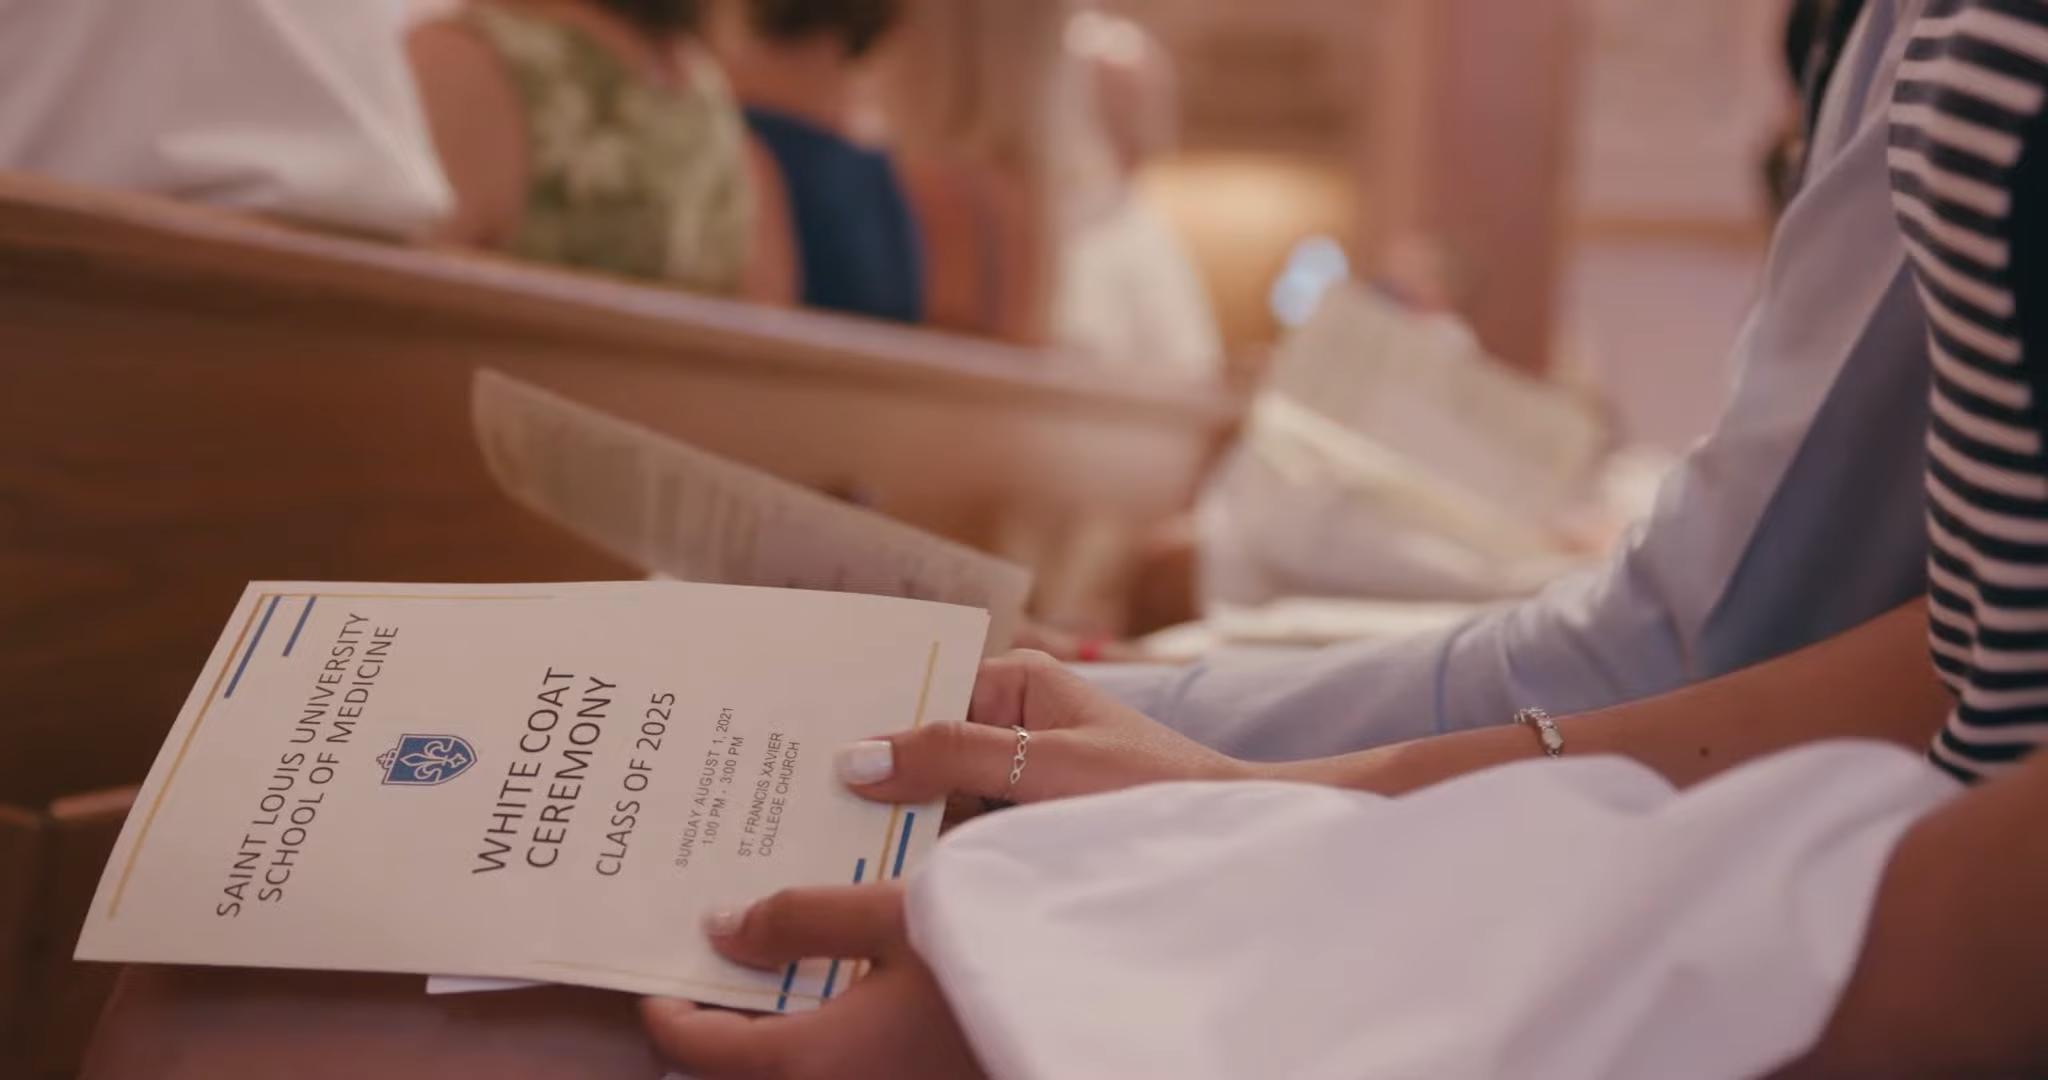 SAINT LOUIS UNIVERSITY
SCHOOL OF MEDICINE
WHITE COAT
CEREMONY
CLASS OF 2025
SUNDAY AUGUST 1, 2021
1:00 PM - 3:00 PM
ST. FRANCIS XAVIER
COLLEGE CHURCH